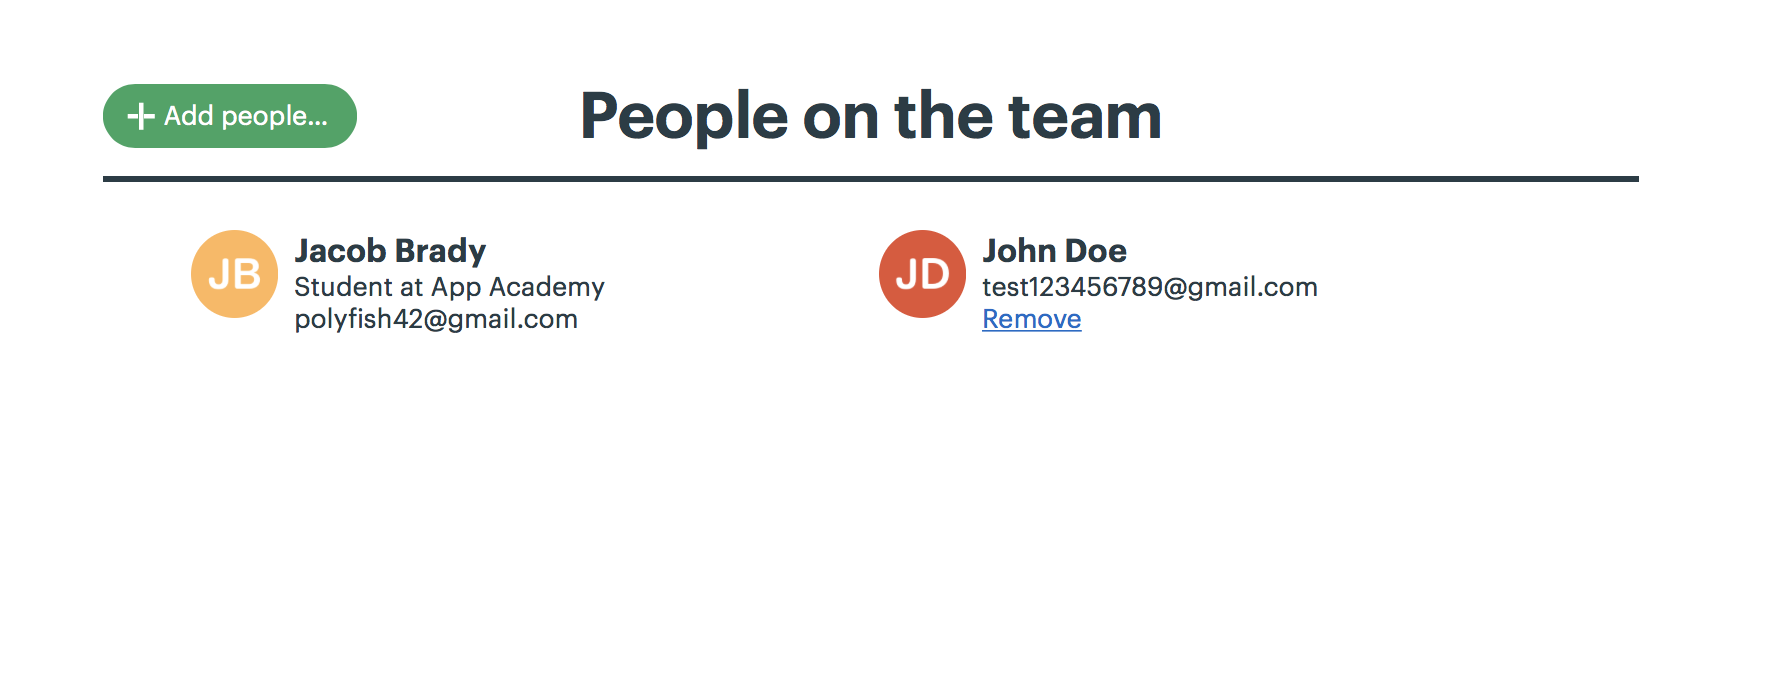 + Add people...
People on the team
JB
Jacob Brady
Student at App Academy
polyfish42@gmail.com
JD
John Doe
test123456789@gmail.com
Remove